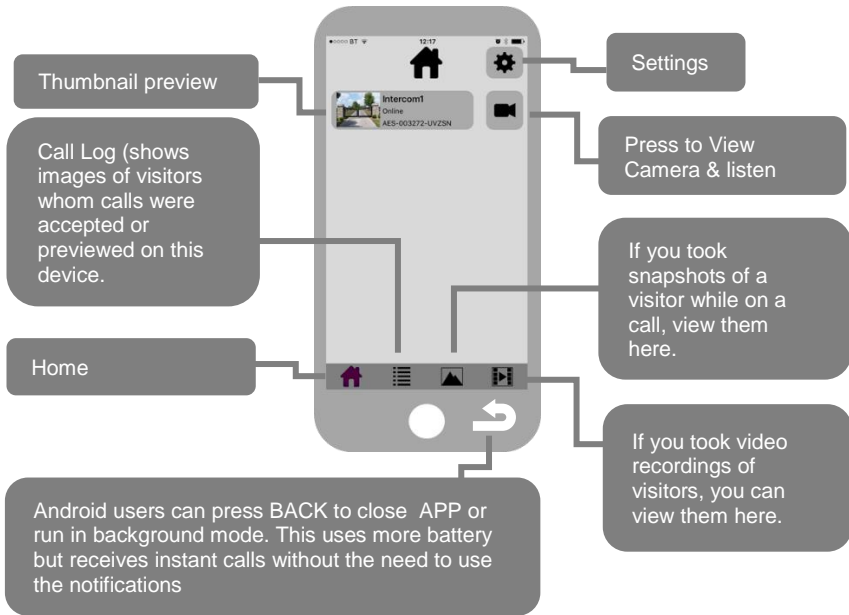 BT
12:17
Settings
Thumbnail preview
Intercom1
Online
AES-003272-UVZSN
Press to View
Camera & listen
Call Log (shows
images of visitors
whom calls were
accepted or
previewed on this
device.
If you took
snapshots of a
visitor while on a
call, view them
here.
Home
If you took video
recordings of
visitors, you can
view them here.
Android users can press BACK to close  APP or
run in background mode. This uses more battery
but receives instant calls without the need to use
the notifications